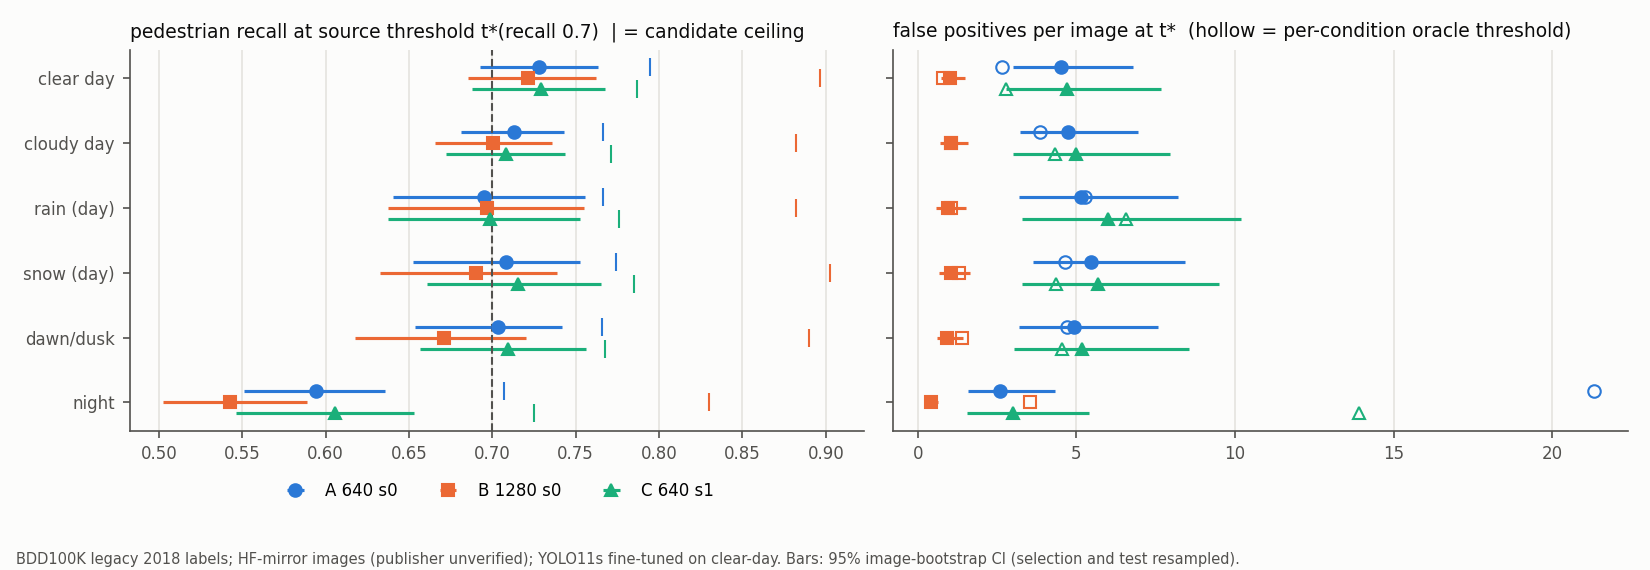 pedestrian recall at source threshold t*(recall 0.7)  | = candidate ceiling
false positives per image at t*  (hollow = per-condition oracle threshold)
clear day
cloudy day
rain (day)
snow (day)
dawn/dusk
night
0.50 0.55 0.60 0.65 0.70 0.75 0.80 0.85 0.90
0 5 10 15 20
A 640 s0 B 1280 s0 C 640 s1
BDD100K legacy 2018 labels; HF-mirror images (publisher unverified); YOLO11s fine-tuned on clear-day. Bars: 95% image-bootstrap CI (selection and test resampled).